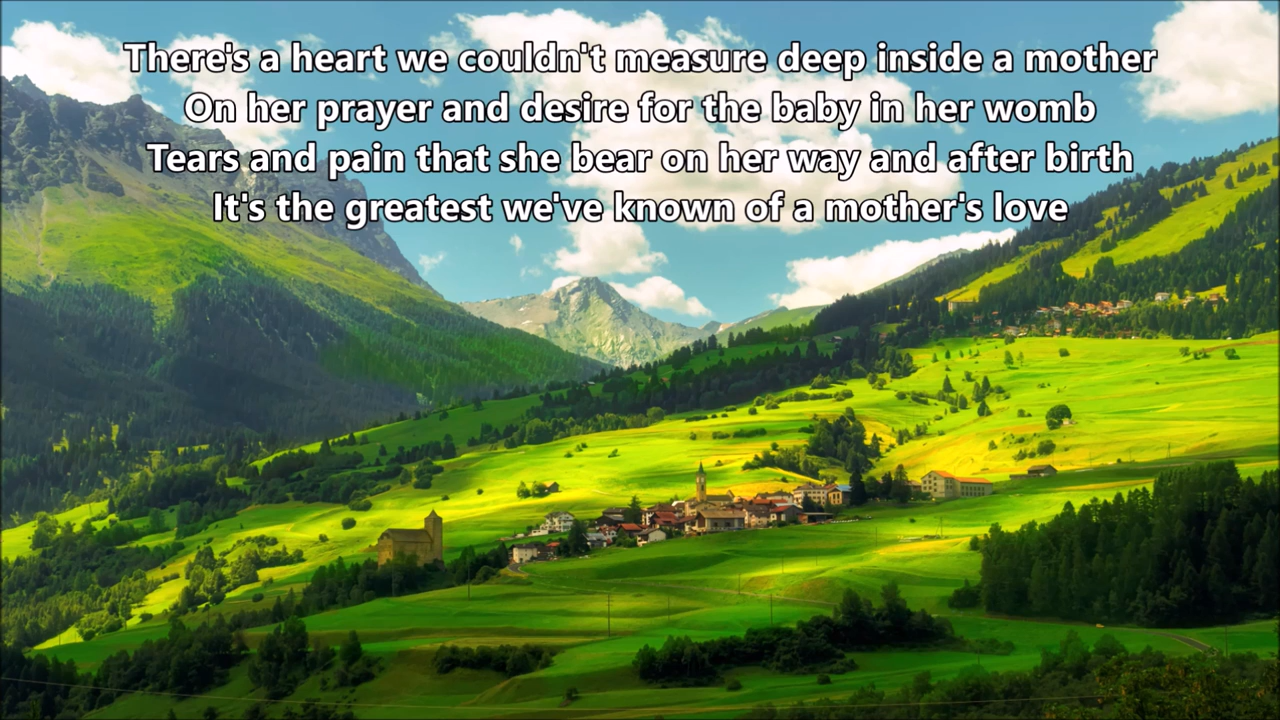 There's a heart we couldn't measure deep inside a mother
On her prayer and desire for the baby in her womb
Tears and pain that she bear on her way and after birth
It's the greatest we've known of a mother's love